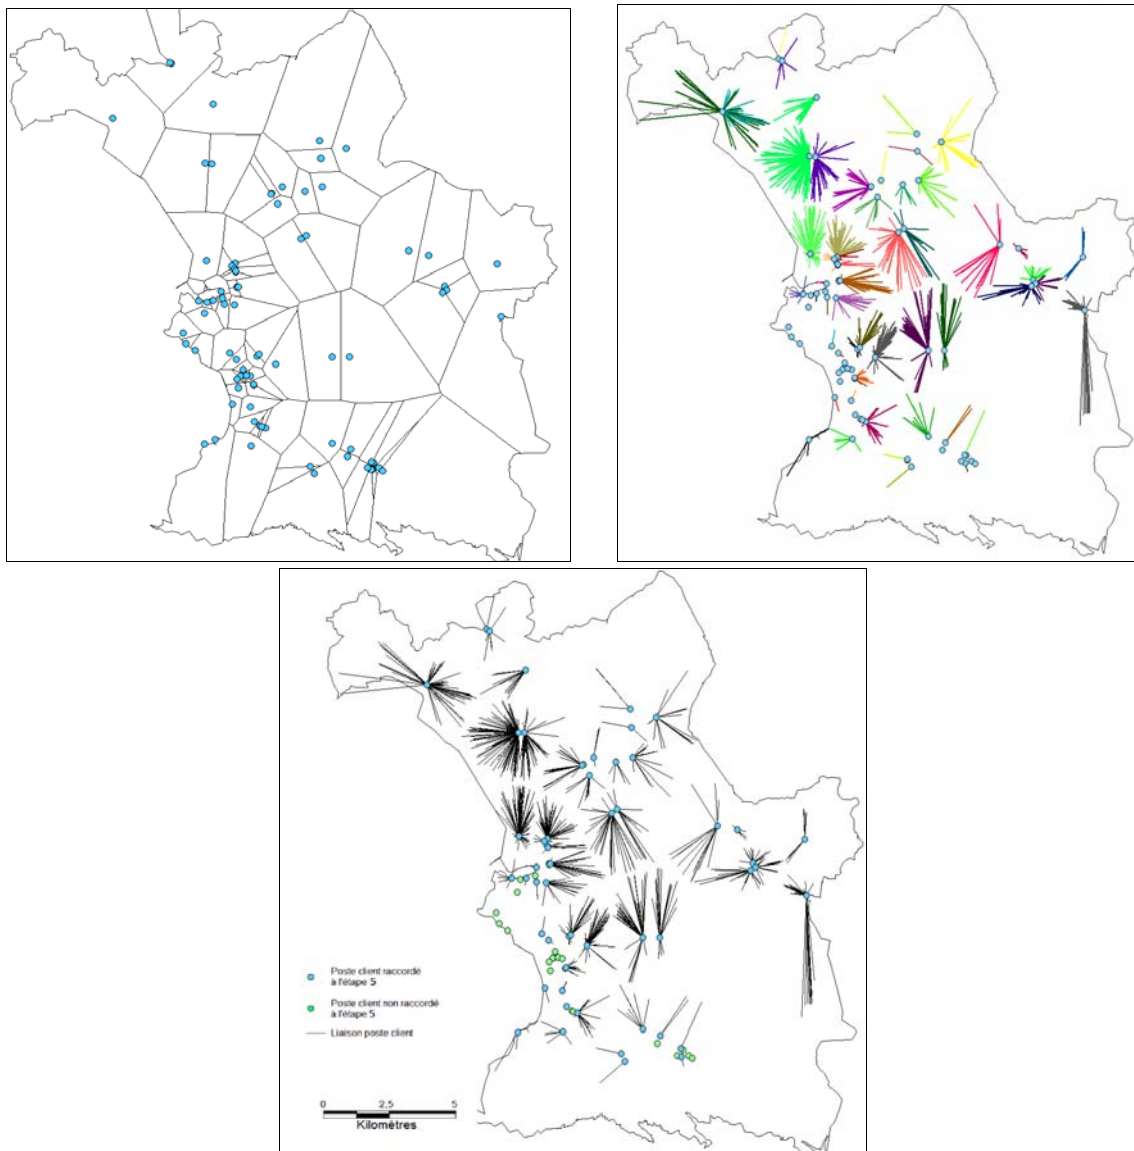 Poste client raccordé
à l'étape 5
Poste client non raccordé
à l'étape 5
Liaison poste client
0 2.5 5
Kilomètres